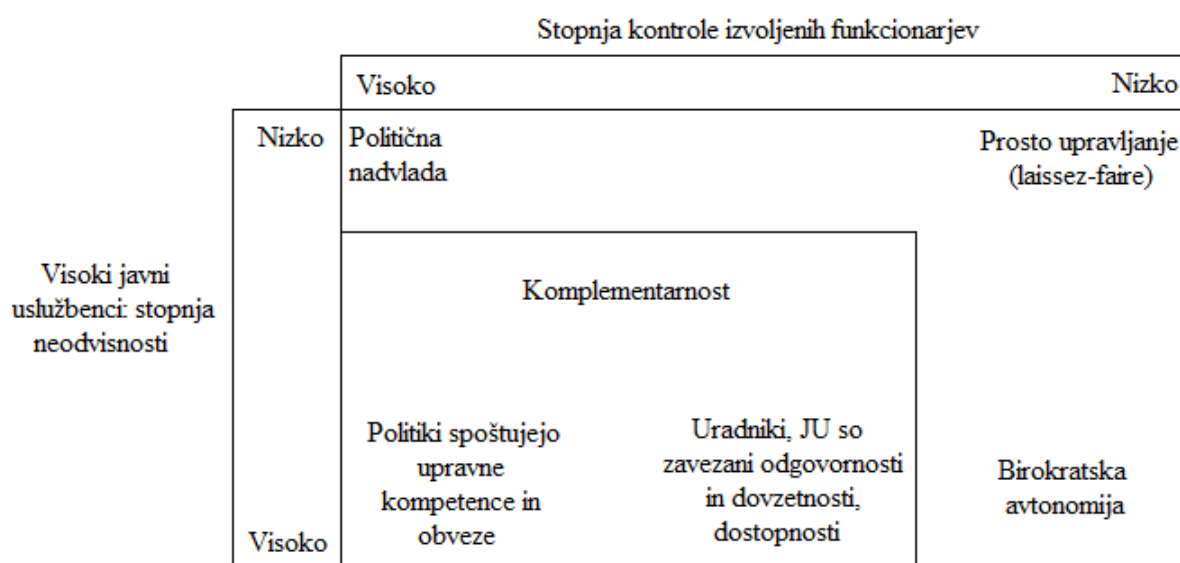 Stopnja kontrole izvoljenih funkcionarjev
Visoko
Nizko
Nizko
Politična
nadvlada
Prosto upravljanje
(laissez-faire)
Visoki javni
uslužbenci: stopnja
neodvisnosti
Komplementarnost
Politiki spoštujejo
upravne
kompetence in
obveze
Uradniki, JU so
zavezani odgovornosti
in dovzetnosti,
dostopnosti
Birokratska
avtonomija
Visoko